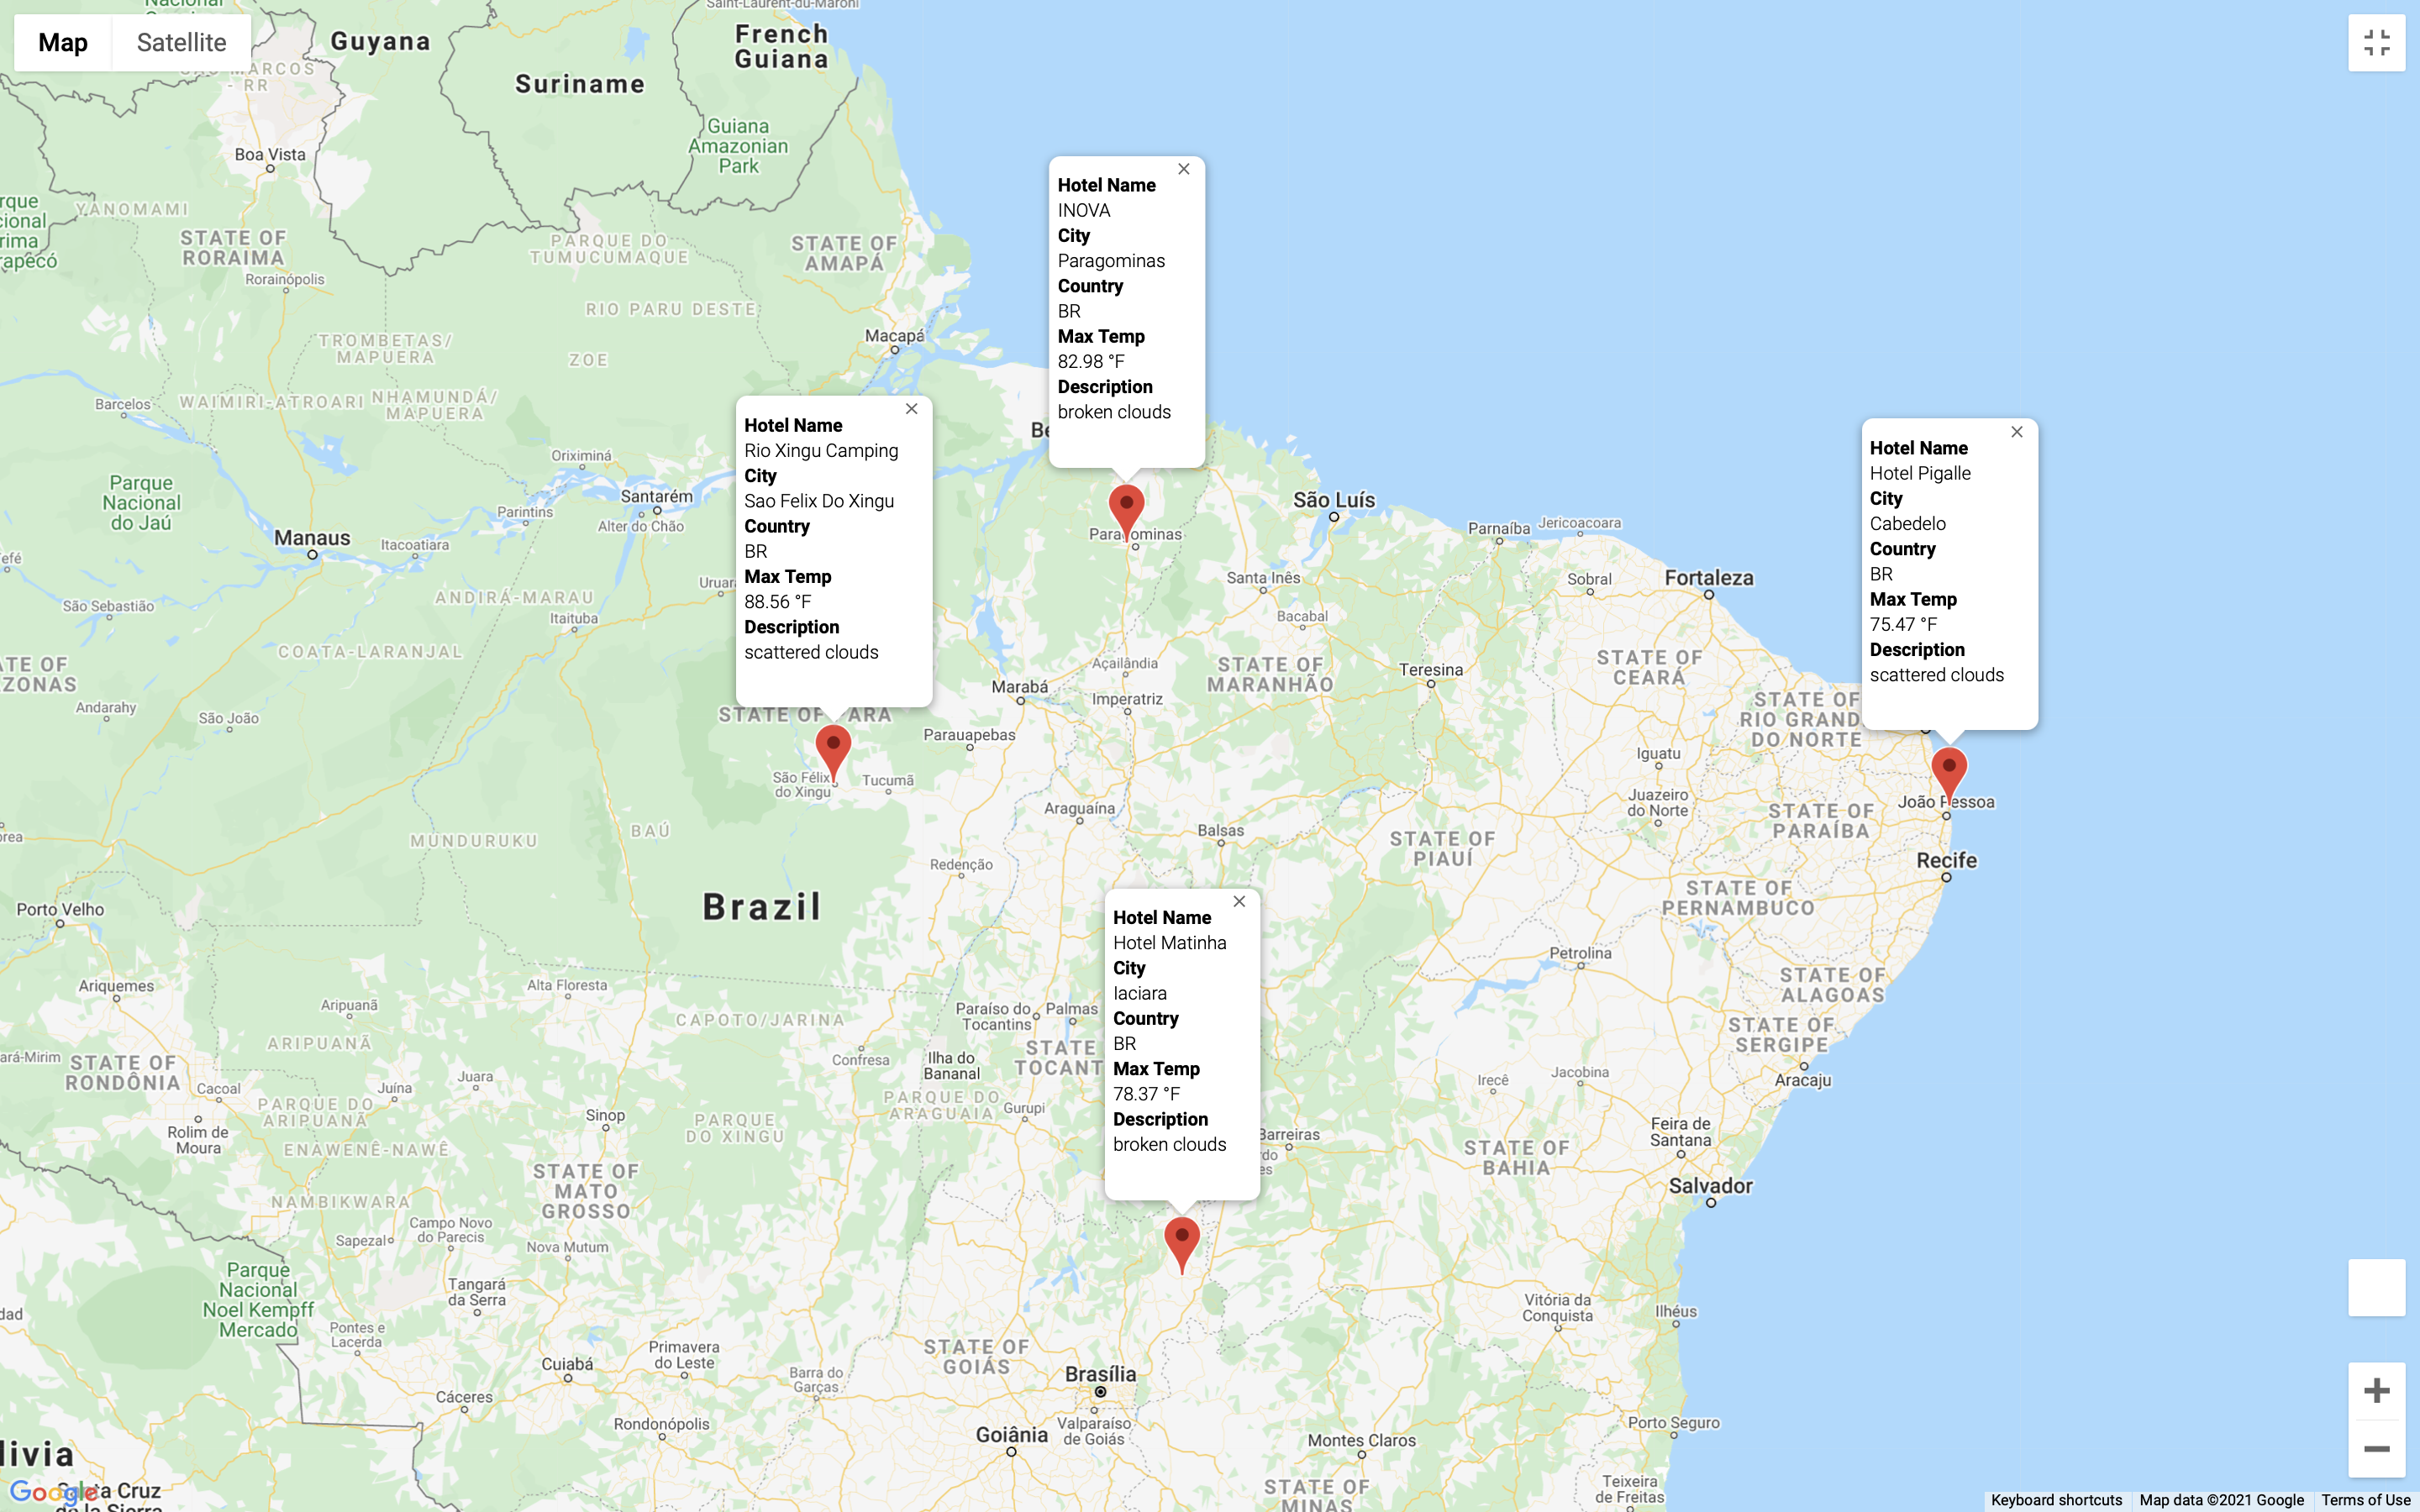 Map
Satellite
Guyana
Suriname
Saint-Laurent-du-Maroni
French
Guiana
Guiana
Amazonian
Park
MARCOS
- RR
Boa Vista
YANOMAMI
STATE OF
RORAIMA
Rorainópolis
PARQUE DO
TUMUCUMAQUE
STATE OF
AMAPÁ
RIO PARU DESTE
Macapá
TROMBETAS/
MAPUERA
ZOE
Barcelos
WAIMIRI-ATROARI
NHAMUNDÁ/
MAPUERA
Hotel Name
INOVA
City
Paragominas
Country
BR
Max Temp
82.98 °F
Description
broken clouds
Hotel Name
Rio Xingu Camping
City
Sao Felix Do Xingu
Country
BR
Max Temp
88.56 °F
Description
scattered clouds
Hotel Name
Hotel Pigalle
City
Cabedelo
Country
BR
Max Temp
75.47 °F
Description
scattered clouds
Parque
Nacional
do Jaú
Oriximiná
Santarém
Alter do Chão
Parintins
Manaus
Itacoatiara
São Sebastião
ANDIRÁ-MARAU
Itaituba
COATA-LARANJAL
Andarahy
São João
Paragominas
São Luís
Parnaíba
Jericoacoara
Santa Inês
Sobral
Fortaleza
Bacabal
Açailândia
STATE OF
MARANHÃO
Teresina
STATE OF
CEARÁ
Marabá
Imperatriz
STATE OF
Parauapebas
São Félix
do Xingu
Tucumã
Araguaína
Balsas
Iguatu
Juazeiro
do Norte
STATE OF
DO NORTE
João Pessoa
STATE OF
PARAÍBA
STATE OF
PIAUÍ
Recife
STATE OF
PERNAMBUCO
MUNDURUKU
BAÚ
Redenção
Brazil
Porto Velho
Hotel Name
Hotel Matinha
City
Iaciara
Country
BR
Max Temp
78.37 °F
Description
broken clouds
Petrolina
STATE OF
ALAGOAS
STATE OF
SERGIPE
Aracaju
Ariquemes
Alta Floresta
Aripuanã
Paraíso do
Tocantins
Palmas
CAPOTO/JARINA
ARIPUANÃ
Confresa
Ilha do
Bananal
STATE
STATE OF
RONDÔNIA
Cacoal
Juína
Juara
PARQUE DO
ARIPUANÃ
Sinop
PARQUE
DO XINGU
PARQUE DO
ARAGUAIA
Gurupi
Irecê
Jacobina
Rolim de
Moura
ENAWENÊ-NAWÊ
Barreiras
Feira de
Santana
STATE OF
BAHIA
Salvador
STATE OF
MATO
GROSSO
NAMBIKWARA
Campo Novo
do Parecis
Sapezal
Nova Mutum
Parque
Nacional
Noel Kempff
Mercado
Tangará
da Serra
Pontes e
Lacerda
Primavera
do Leste
Cuiabá
Barra do
Garças
STATE OF
GOIÁS
Brasília
Vitória da
Conquista
Ilhéus
Cáceres
Rondonópolis
Valparaíso
de Goiás
Goiânia
Montes Claros
Porto Seguro
STATE OF
MINAS
Teixeira
de Freitas
Google
Keyboard shortcuts
Map data ©2021 Google
Terms of Use